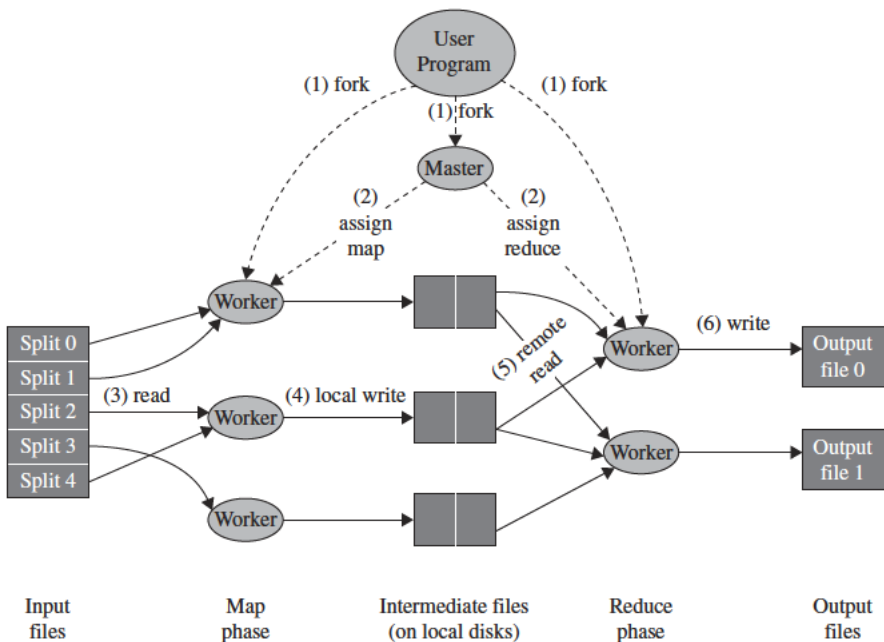 User
Program
(1) fork
(1) fork
(1) fork
Master
(2)
assign
map
(2)
assign
reduce
Worker
Split 0
Split 1
Split 2
Split 3
Split 4
(3) read
Worker
(4) local write
Worker
(5) remote
read
Worker
(6) write
Output
file 0
Worker
Output
file 1
Input
files
Map
phase
Intermediate files
(on local disks)
Reduce
phase
Output
files